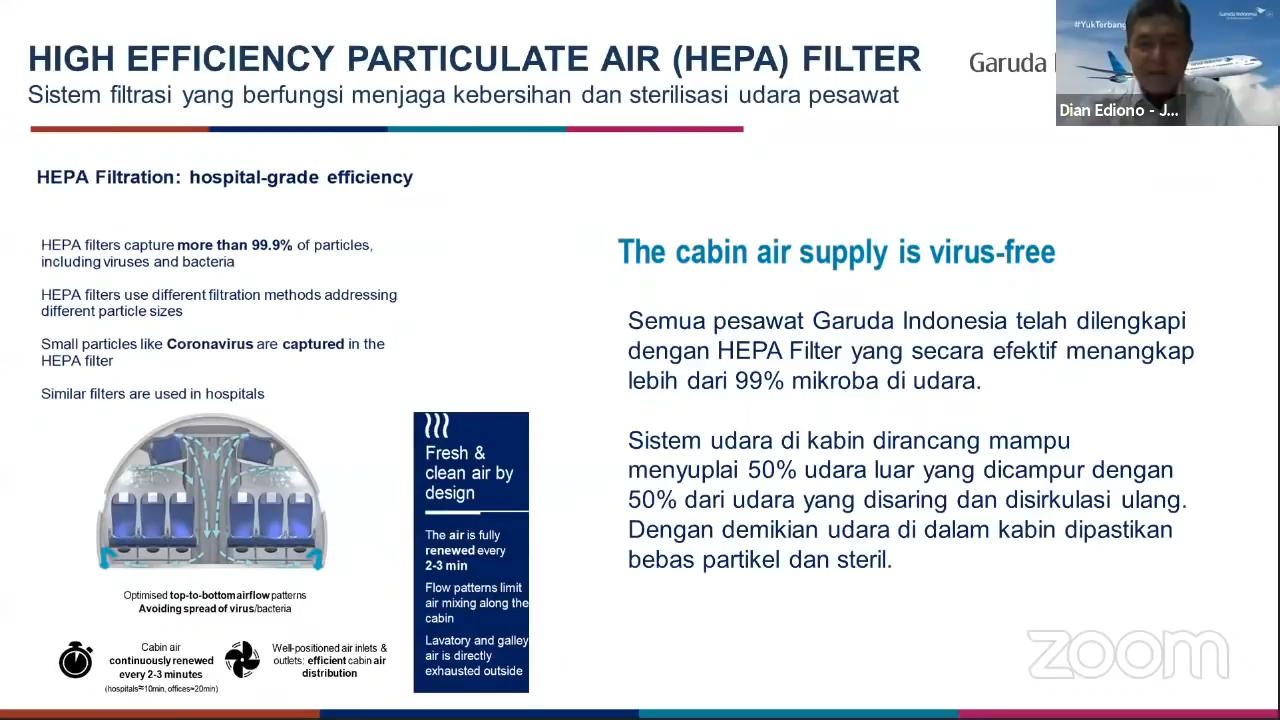 HIGH EFFICIENCY PARTICULATE AIR (HEPA) FILTER
Sistem filtrasi yang berfungsi menjaga kebersihan dan sterilisasi udara pesawat
Garuda
#YukTerbang
Garuda Indonesia
Dian Ediono - J...
HEPA Filtration: hospital-grade efficiency
HEPA filters capture more than 99.9% of particles,
including viruses and bacteria
HEPA filters use different filtration methods addressing
different particle sizes
Small particles like Coronavirus are captured in the
HEPA filter
Similar filters are used in hospitals
Optimised top-to-bottom airflow patterns
Avoiding spread of virus/bacteria
Cabin air
continuously renewed
every 2-3 minutes
(hospitals≈10min, offices≈20min)
Well-positioned air inlets &
outlets: efficient cabin air
distribution
Fresh &
clean air by
design
The air is fully
renewed every
2-3 min
Flow patterns limit
air mixing along the
cabin
Lavatory and galley
air is directly
exhausted outside
The cabin air supply is virus-free
Semua pesawat Garuda Indonesia telah dilengkapi
dengan HEPA Filter yang secara efektif menangkap
lebih dari 99% mikroba di udara.
Sistem udara di kabin dirancang mampu
menyuplai 50% udara luar yang dicampur dengan
50% dari udara yang disaring dan disirkulasi ulang.
Dengan demikian udara di dalam kabin dipastikan
bebas partikel dan steril.
zoom